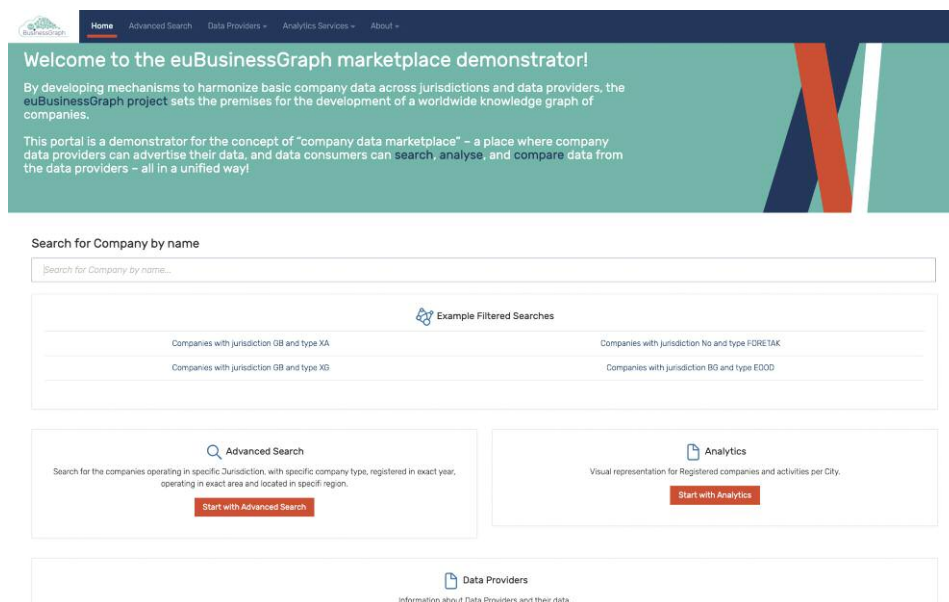 BusinessGraph
Home Advanced Search Data Providers Analytics Services About
Welcome to the euBusinessGraph marketplace demonstrator!
By developing mechanisms to harmonize basic company data across jurisdictions and data providers, the
euBusinessGraph project sets the premises for the development of a worldwide knowledge graph of
companies.
This portal is a demonstrator for the concept of “company data marketplace” – a place where company
data providers can advertise their data, and data consumers can search, analyse, and compare data from
the data providers – all in a unified way!
Search for Company by name
Search for Company by name...
Example Filtered Searches
Companies with jurisdiction GB and type XA
Companies with jurisdiction No and type FORETAK
Companies with jurisdiction GB and type XG
Companies with jurisdiction BG and type EOOD
Advanced Search
Search for the companies operating in specific Jurisdiction, with specific company type, registered in exact year,
operating in exact area and located in specifi region.
Start with Advanced Search
Analytics
Visual representation for Registered companies and activities per City.
Start with Analytics
Data Providers
Information about Data Providers and their data